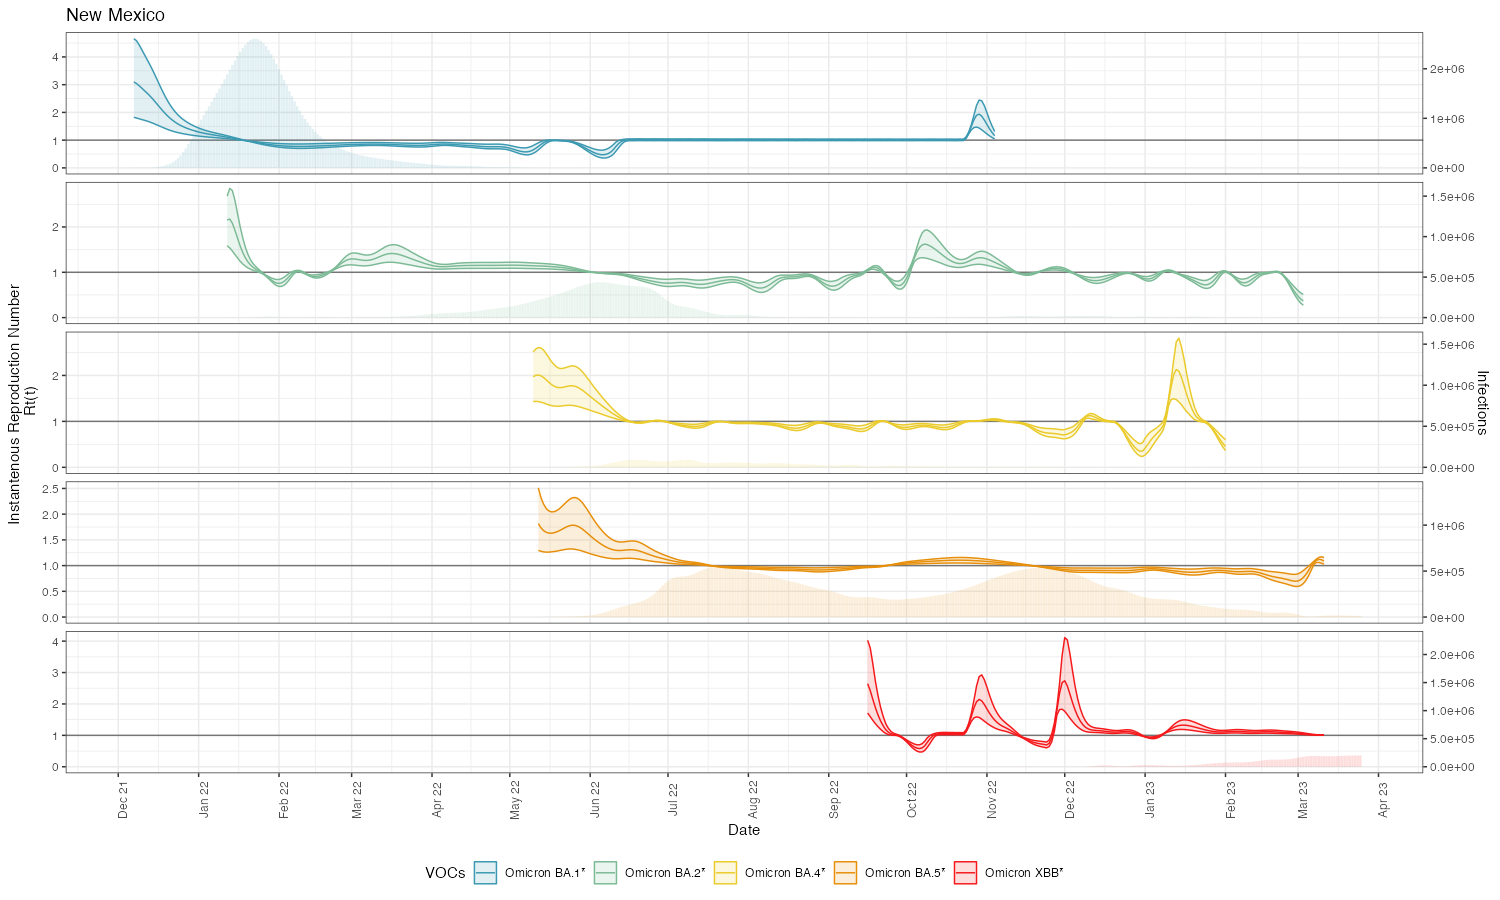 New Mexico
4
3
2
1
0
2e+06
1e+06
0e+00
2
1
0
1.5e+06
1.0e+06
5.0e+05
0.0e+00
2
1
0
1.5e+06
1.0e+06
5.0e+05
0.0e+00
2.5
2.0
1.5
1.0
0.5
0.0
1e+06
5e+05
0e+00
4
3
2
1
0
2.0e+06
1.5e+06
1.0e+06
5.0e+05
0.0e+00
Instantenous Reproduction Number
Rt(t)
Infections
Dec 21
Jan 22
Feb 22
Mar 22
Apr 22
May 22
Jun 22
Jul 22
Aug 22
Sep 22
Oct 22
Nov 22
Dec 22
Jan 23
Feb 23
Mar 23
Apr 23
Date
VOCs Omicron BA.1* Omicron BA.2* Omicron BA.4* Omicron BA.5* Omicron XBB*